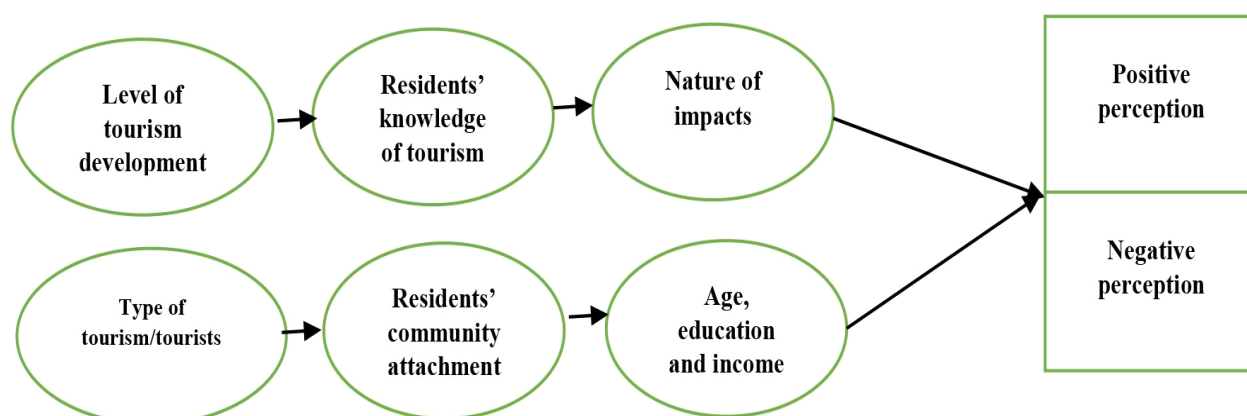 Level of
tourism
development
Residents’
knowledge
of tourism
Nature of
impacts
Positive
perception
Type of
tourism/tourists
Residents’
community
attachment
Age,
education
and income
Negative
perception